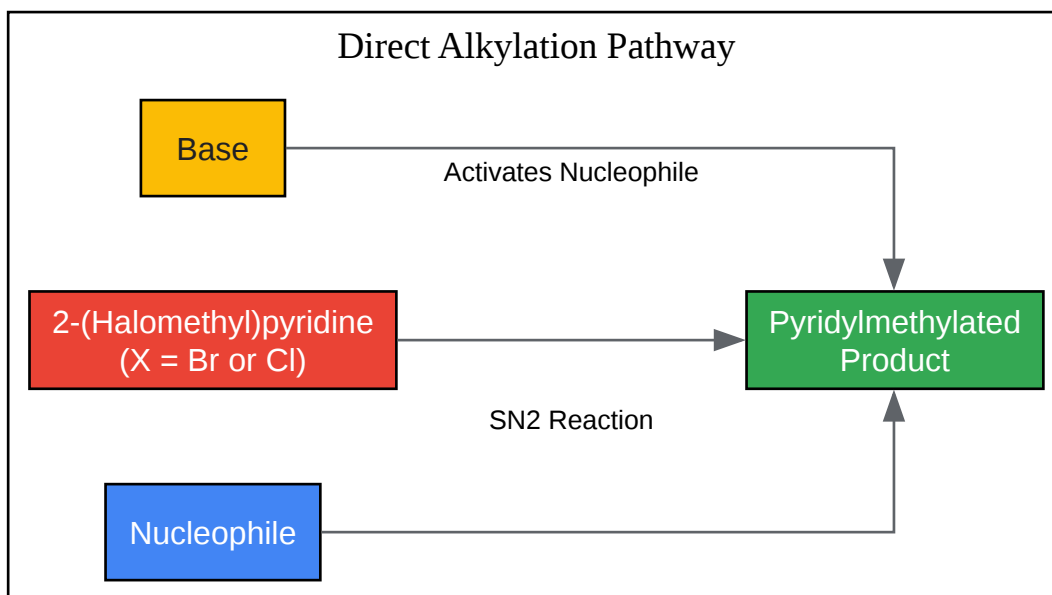 Direct Alkylation Pathway
Base
Activates Nucleophile
2-(Halomethyl)pyridine
(X = Br or Cl)
Pyridylmethylated
Product
SN2 Reaction
Nucleophile